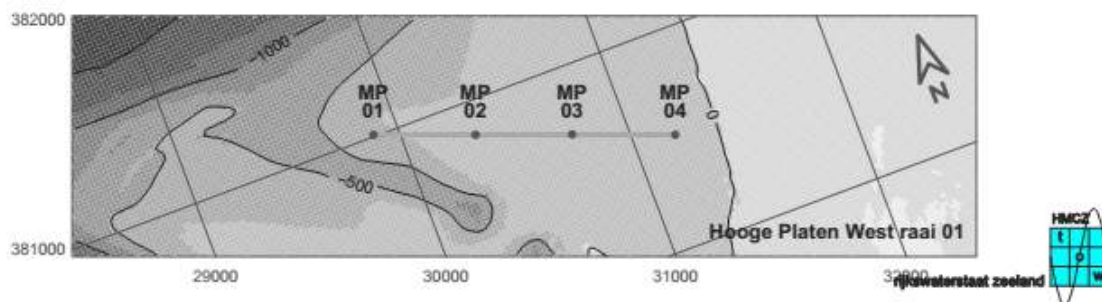 382000
-1000
MP MP MP MP
01 02 03 04
0
N
-500
Hooge Platen West raai 01
381000
HMCZ
t
w
29000 30000 31000 32000
rijkswaterstaat zeeland